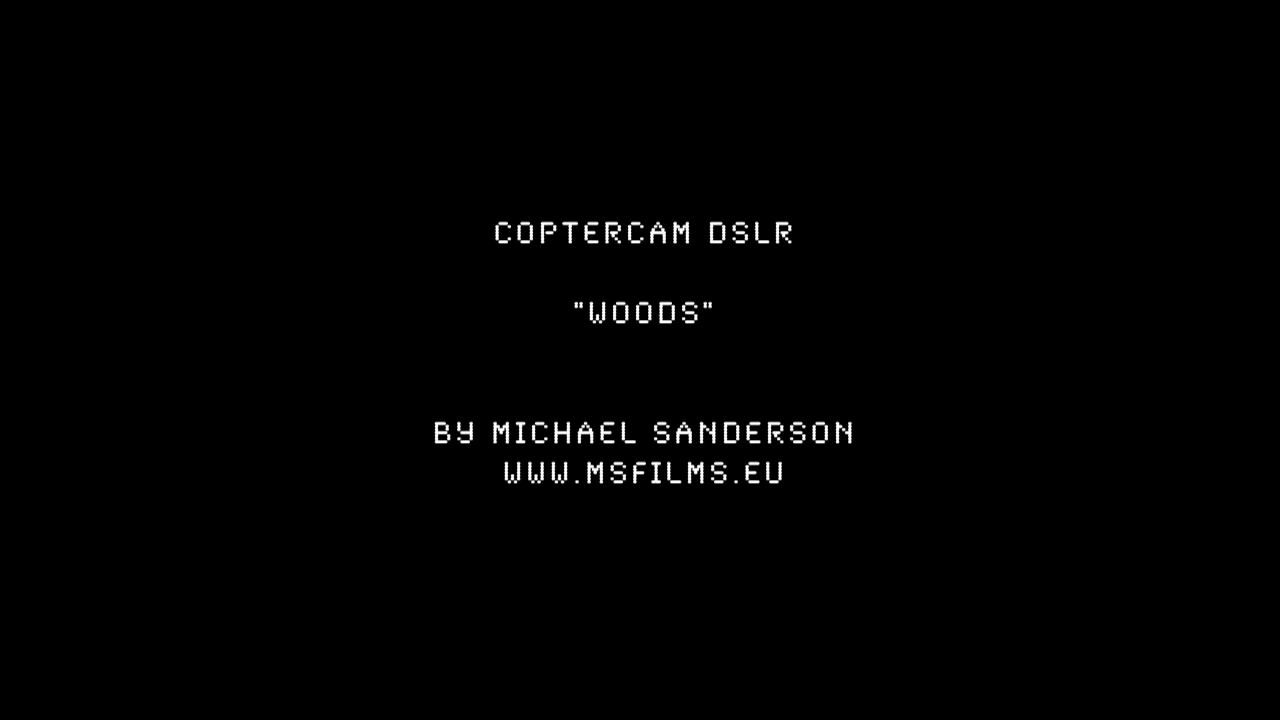 COPTERCAM DSLR
"WOODS"
BY MICHAEL SANDERSON
WWW.MSFILMS.EU